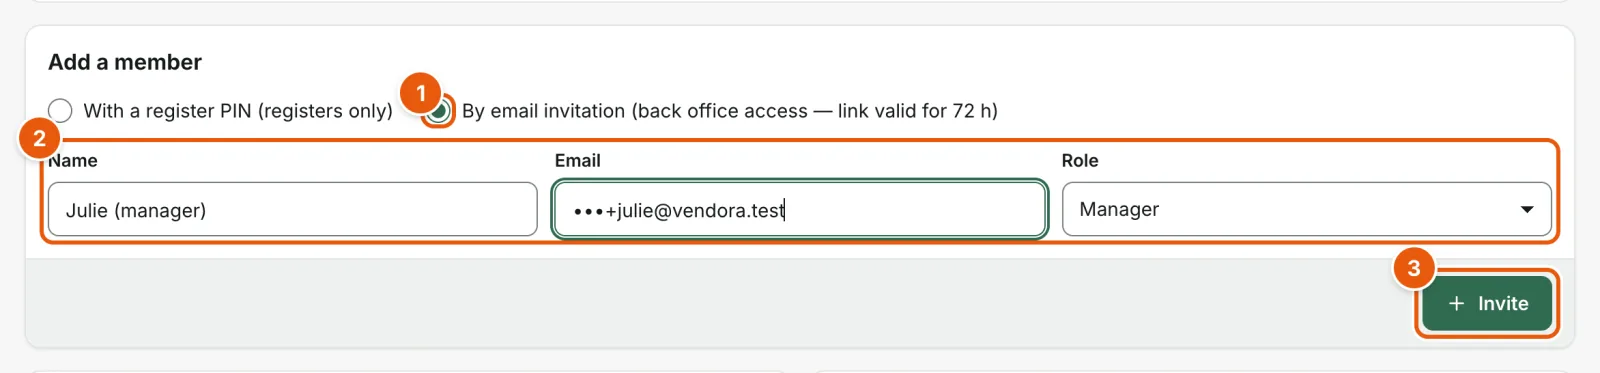 Add a member
1
With a register PIN (registers only)
By email invitation (back office access — link valid for 72 h)
2
Name
Email
Role
Julie (manager)
•••+julie@vendora.test
Manager
3
+ Invite